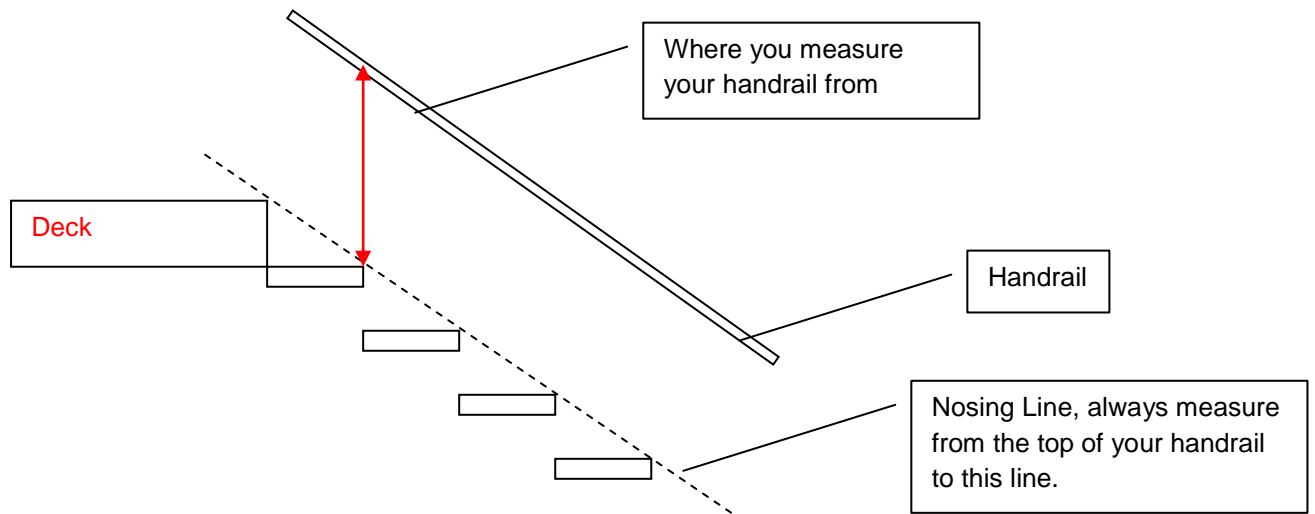 Where you measure
your handrail from
Deck
Handrail
Nosing Line, always measure
from the top of your handrail
to this line.